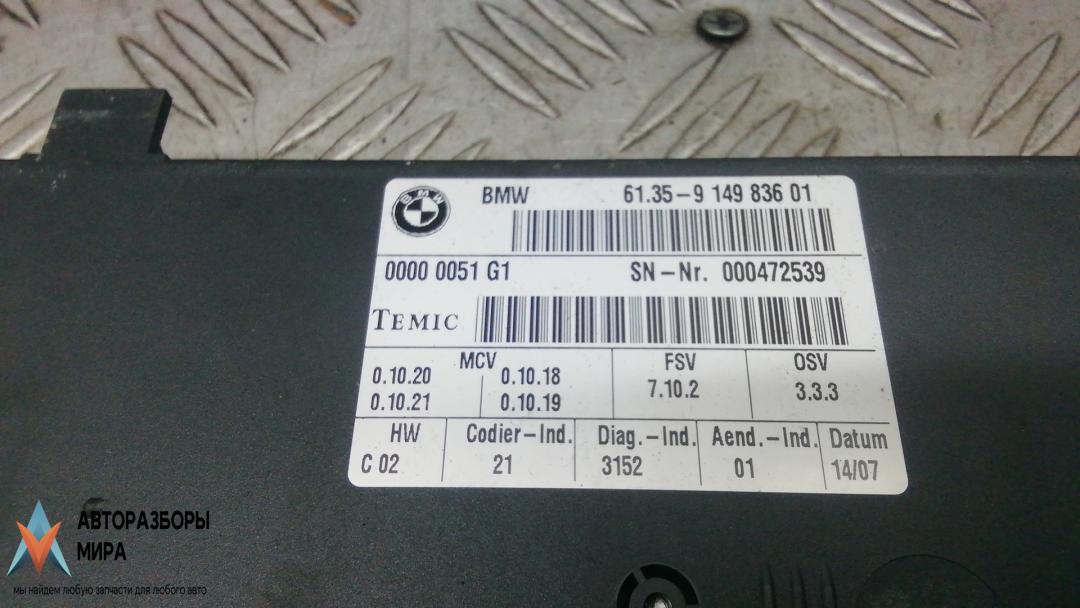 BMW 61.35-9 149 836 01
BMW
0000 0051 G1 SN-Nr. 000472539
TEMIC
MCV FSV OSV
0.10.20 0.10.18 7.10.2 3.3.3
0.10.21 0.10.19
HW Codier-Ind. Diag.-Ind. Aend.-Ind. Datum
C 02 21 3152 01 14/07
АВТОРАЗБОРЫ
МИРА
мы найдем любую запчасти для любого авто